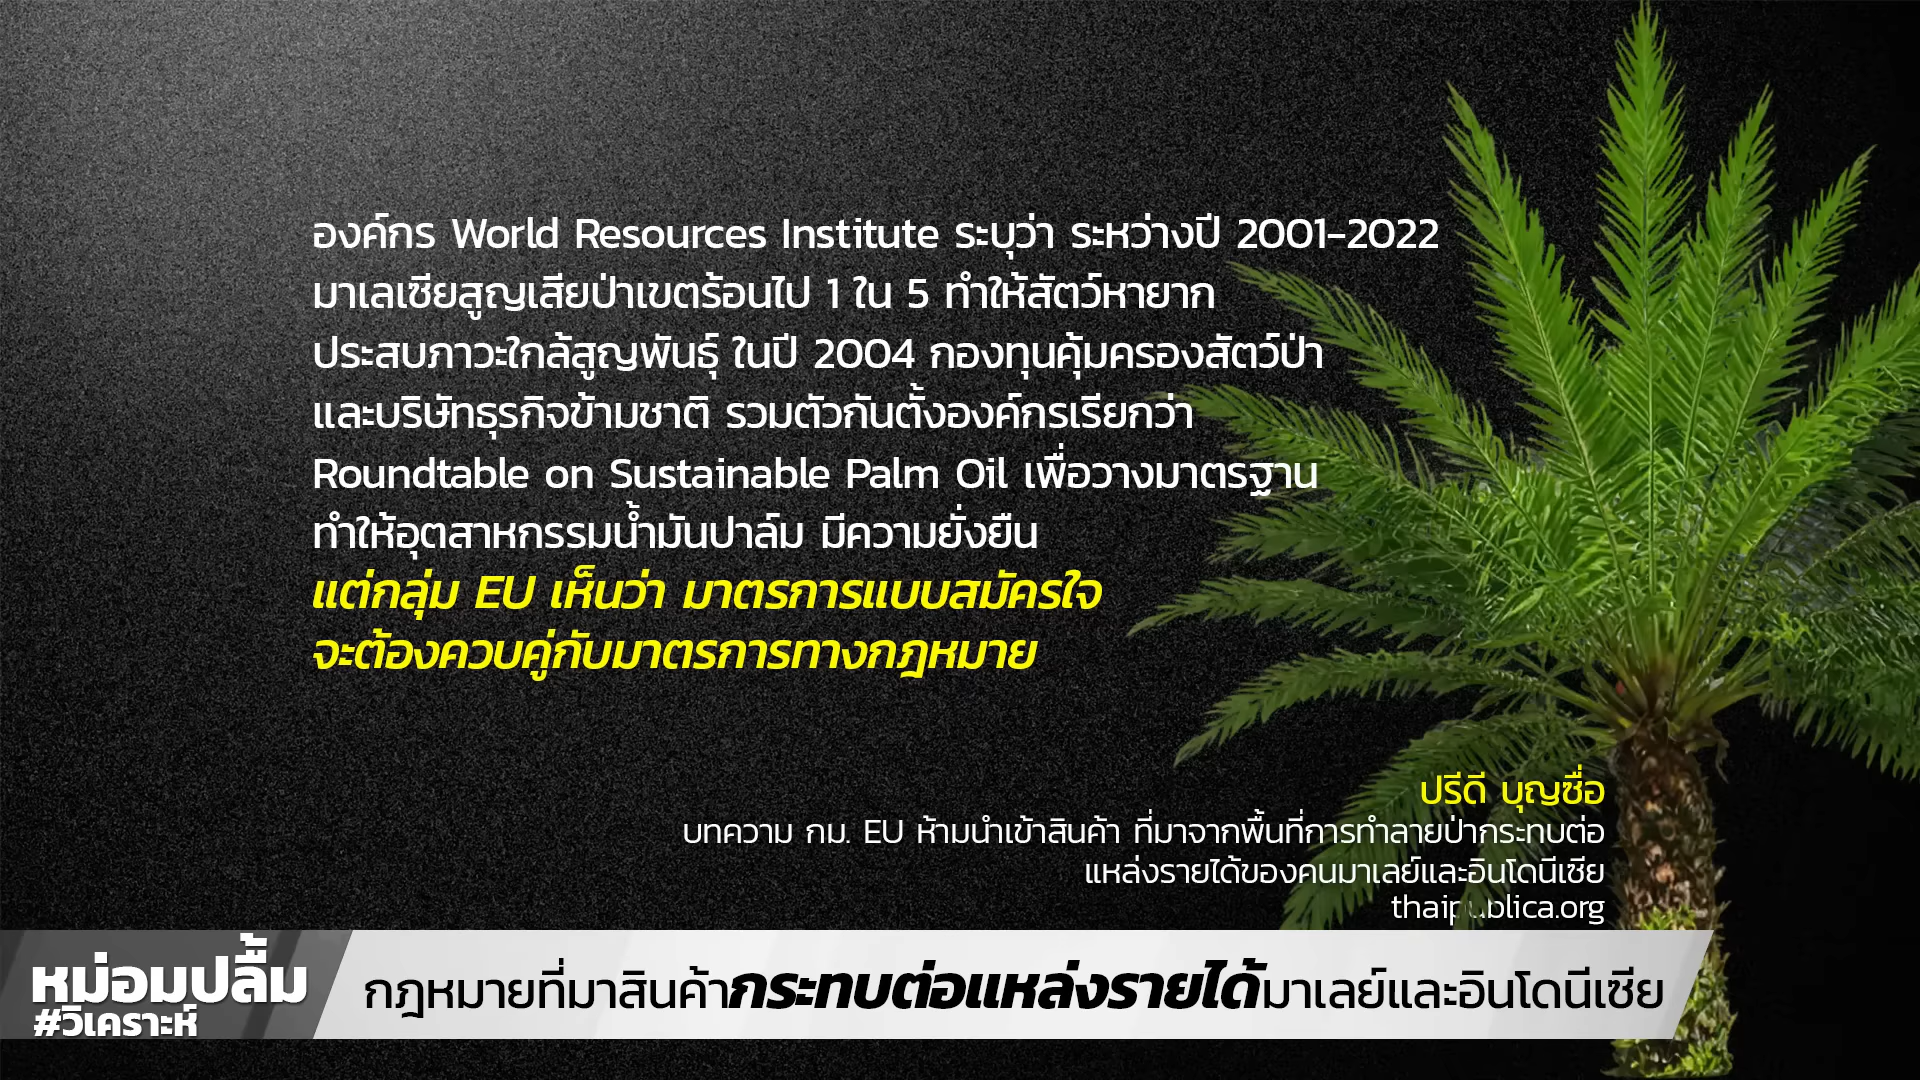 องค์กร World Resources Institute ระบุว่า ระหว่างปี 2001-2022
มาเลเซียสูญเสียป่าเขตร้อนไป 1 ใน 5 ทำให้สัตว์หายาก
ประสบภาวะใกล้สูญพันธุ์ ในปี 2004 กองทุนคุ้มครองสัตว์ป่า
และบริษัทธุรกิจข้ามชาติ รวมตัวกันตั้งองค์กรเรียกว่า
Roundtable on Sustainable Palm Oil เพื่อวางมาตรฐาน
ทำให้อุตสาหกรรมน้ำมันปาล์ม มีความยั่งยืน
แต่กลุ่ม EU เห็นว่า มาตรการแบบสมัครใจ
จะต้องควบคู่กับมาตรการทางกฎหมาย
ปรีดี บุญซื่อ
บทความ กม. EU ห้ามนำเข้าสินค้า ที่มาจากพื้นที่การทำลายป่ากระทบต่อ
แหล่งรายได้ของคนมาเลย์และอินโดนีเซีย
thaipublica.org
หม่อมปลื้ม
#วิเคราะห์
กฎหมายที่มาสินค้ากระทบต่อแหล่งรายได้มาเลย์และอินโดนีเซีย